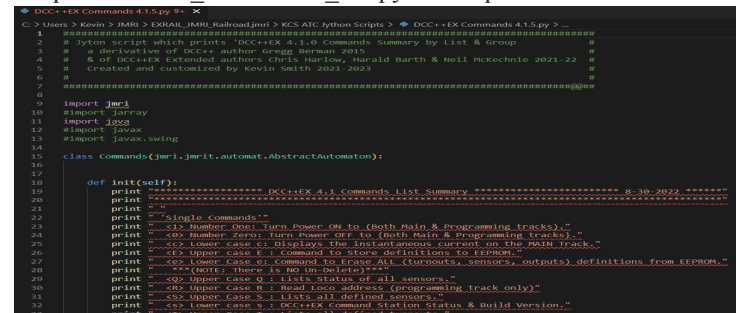 DCC++EX Commands 4.1.5.py 9+ ×
C: > Users > Kevin > JMRI > EXRAIL_JMRI_Railroad.jmri > KCS ATC Jython Scripts > DCC++EX Commands 4.1.5.py > ...
1 ####################################################################################
2 # Jyton script which prints 'DCC++EX 4.1.0 Commands Summary by List & Group #
3 # a derivative of DCC++ author Gregg Berman 2015 #
4 # & of DCC++EX Extended authors Chris Harlow, Harald Barth & Neil McKechnie 2021-22 #
5 # Created and customized by Kevin Smith 2021-2023 #
6 # #
7 ##################################################################################@@##
8
9 import jmri
10 #import jarray
11 import java
12 #import javax
13 #import javax.swing
14
15 class Commands(jmri.jmrit.automat.AbstractAutomaton):
16
17
18 def init(self):
19 print "****************** DCC++EX 4.1 Commands List Summary ************************ 8-30-2022 ******"
20 print "**********************************************************************************************"
21 print " "
22 print " 'Single Commands'"
23 print " <1> Number One: Turn Power ON to (Both Main & Programming tracks)."
24 print " <0> Number Zero: Turn Power OFF to (Both Main & Programming tracks)."
25 print " <c> Lower case c: Displays the instantaneous current on the MAIN Track."
26 print " <E> Upper case E : Command to Store definitions to EEPROM."
27 print " <e> Lower Case e: Command to Erase ALL (turnouts, sensors, outputs) definitions from EEPROM."
28 print " ***(NOTE: There is NO Un-Delete)***"
29 print " <Q> Upper Case Q : Lists Status of all sensors."
30 print " <R> Upper Case R : Read Loco address (programming track only)"
31 print " <S> Upper Case S : Lists all defined sensors."
32 print " <s> Lower case s : DCC++EX Command Station Status & Build Version."